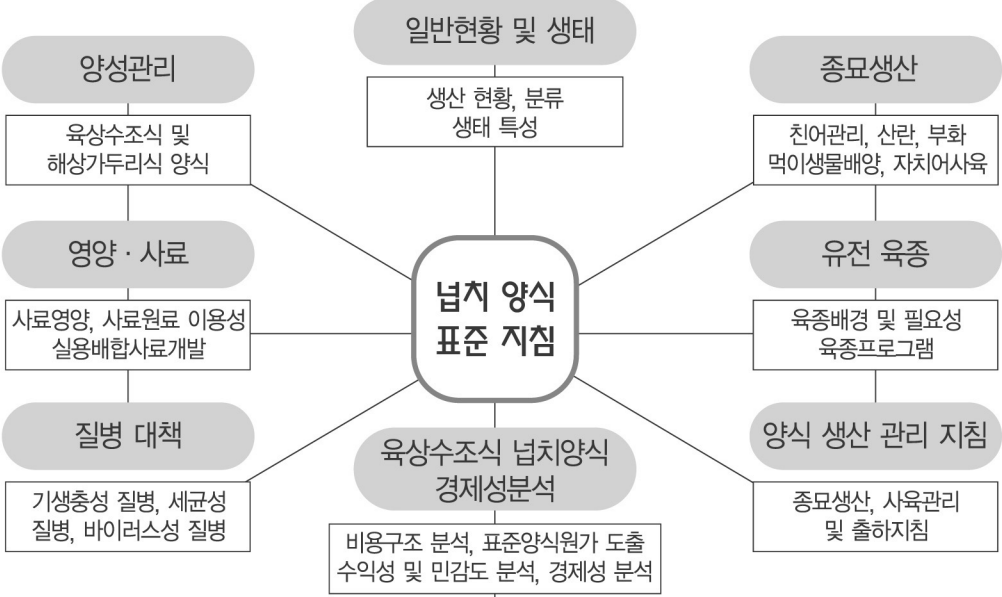 일반현황 및 생태
생산 현황, 분류
생태 특성
양성관리
육상수조식 및
해상가두리식 양식
종묘생산
친어관리, 산란, 부화
먹이생물배양, 자치어사육
영양 · 사료
사료영양, 사료원료 이용성
실용배합사료개발
넙치 양식
표준 지침
유전 육종
육종배경 및 필요성
육종프로그램
질병 대책
기생충성 질병, 세균성
질병, 바이러스성 질병
육상수조식 넙치양식
경제성분석
비용구조 분석, 표준양식원가 도출
수익성 및 민감도 분석, 경제성 분석
양식 생산 관리 지침
종묘생산, 사육관리
및 출하지침